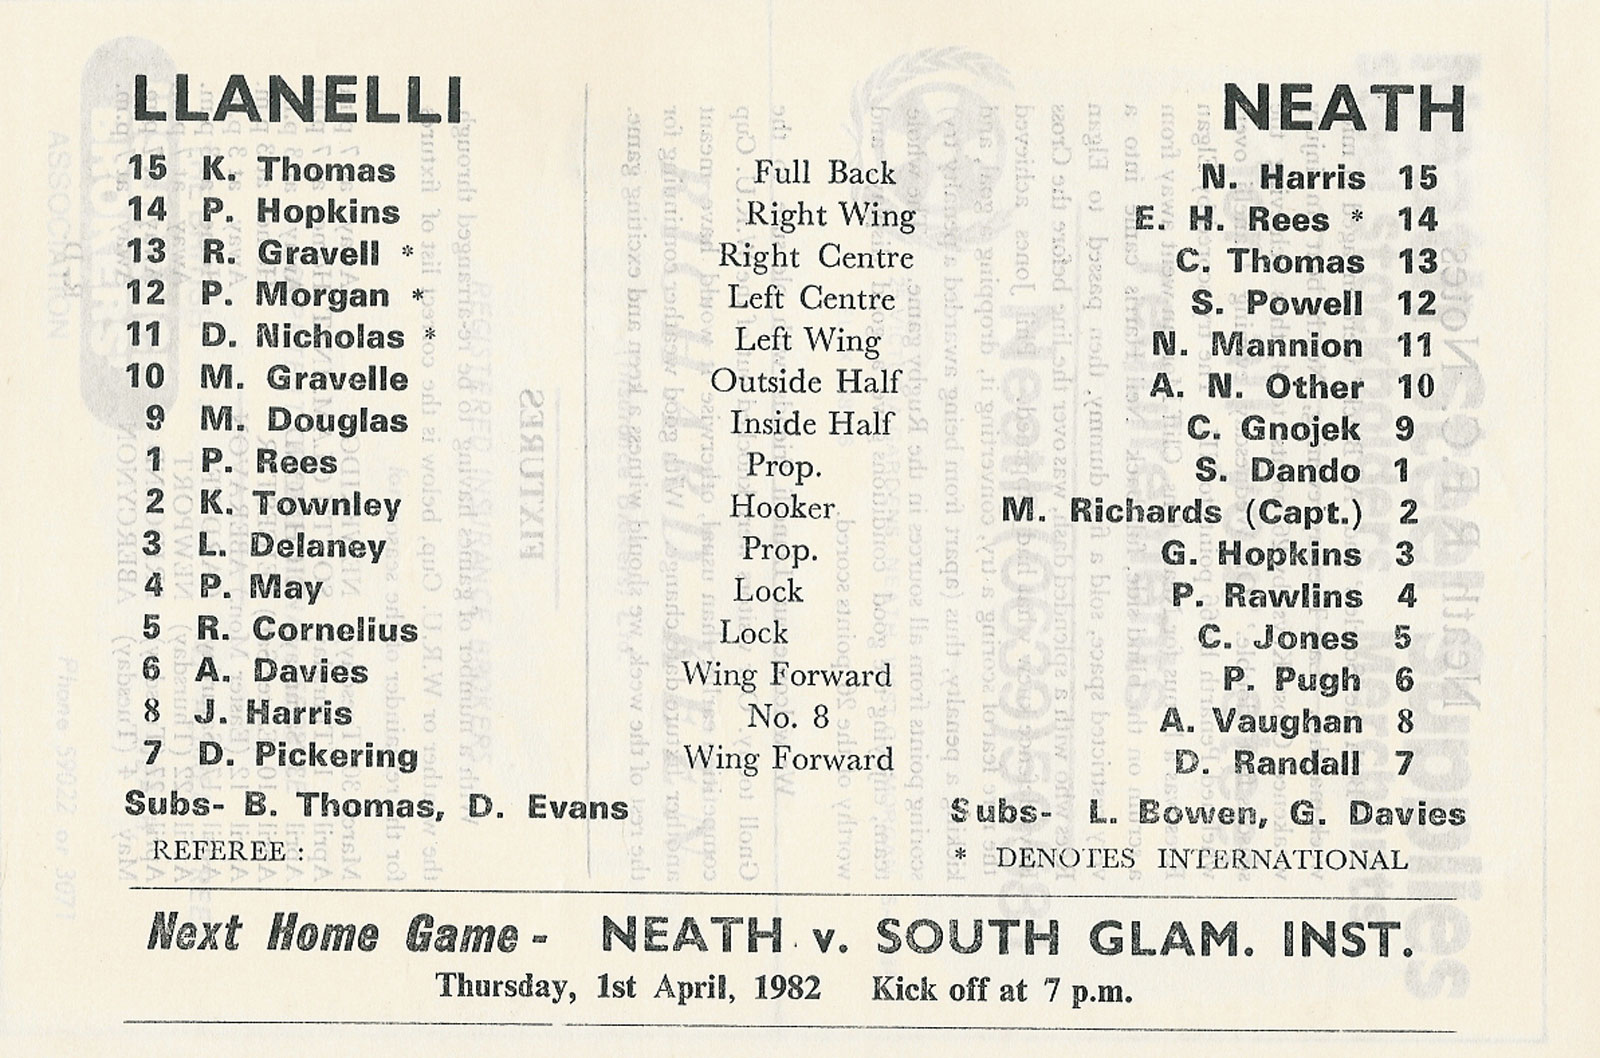 LLANELLI NEATH
15 K. Thomas Full Back N. Harris 15
14 P. Hopkins Right Wing E. H. Rees * 14
13 R. Gravell * Right Centre C. Thomas 13
12 P. Morgan * Left Centre S. Powell 12
11 D. Nicholas * Left Wing N. Mannion 11
10 M. Gravelle Outside Half A. N. Other 10
9 M. Douglas Inside Half C. Gnojek 9
1 P. Rees Prop. S. Dando 1
2 K. Townley Hooker M. Richards (Capt.) 2
3 L. Delaney Prop. G. Hopkins 3
4 P. May Lock P. Rawlins 4
5 R. Cornelius Lock C. Jones 5
6 A. Davies Wing Forward P. Pugh 6
8 J. Harris No. 8 A. Vaughan 8
7 D. Pickering Wing Forward D. Randall 7
Subs- B. Thomas, D. Evans Subs- L. Bowen, G. Davies
REFEREE : * DENOTES INTERNATIONAL
Next Home Game - NEATH v. SOUTH GLAM. INST.
Thursday, 1st April, 1982 Kick off at 7 p.m.